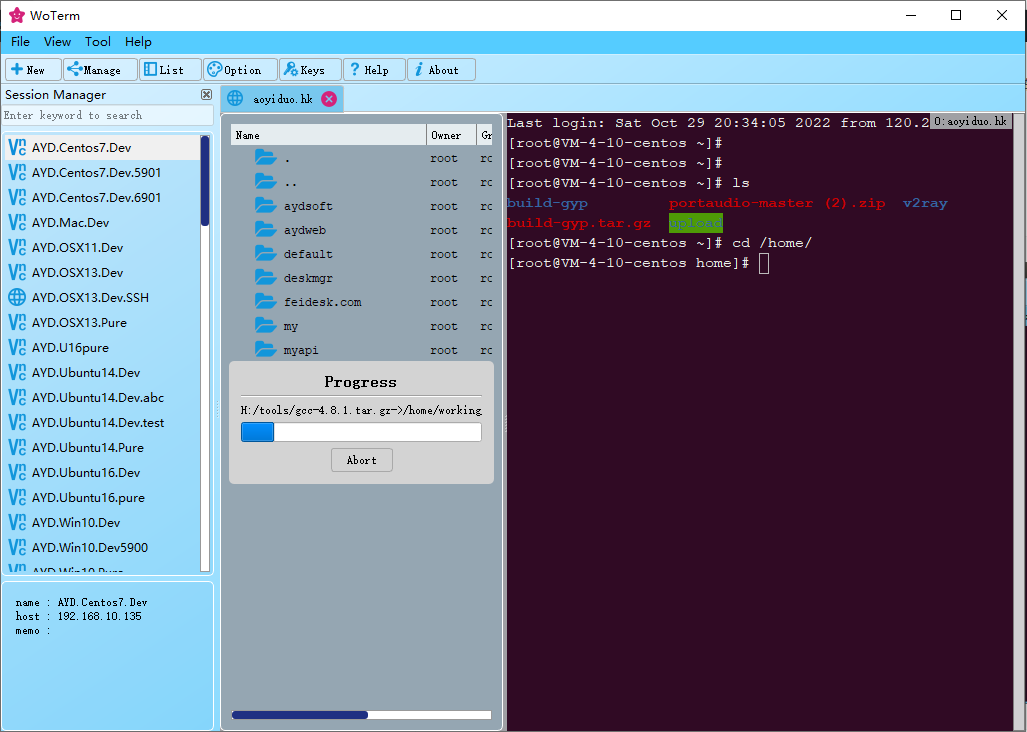 WoTerm
File View Tool Help
New Manage List Option Keys Help About
Session Manager
Enter keyword to search
AYD.Centos7.Dev
AYD.Centos7.Dev.5901
AYD.Centos7.Dev.6901
AYD.Mac.Dev
AYD.OSX11.Dev
AYD.OSX13.Dev
AYD.OSX13.Dev.SSH
AYD.OSX13.Pure
AYD.U16pure
AYD.Ubuntu14.Dev
AYD.Ubuntu14.Dev.abc
AYD.Ubuntu14.Dev.test
AYD.Ubuntu14.Pure
AYD.Ubuntu16.Dev
AYD.Ubuntu16.pure
AYD.Win10.Dev
AYD.Win10.Dev5900
AYD.Win10.Pure
name : AYD.Centos7.Dev
host : 192.168.10.135
memo :
aoyiduo.hk
Name Owner Gr
. root rc
.. root rc
aydsoft root rc
aydweb root rc
default root rc
deskmgr root rc
feidesk.com root rc
my root rc
myapi root rc
Progress
H:/tools/gcc-4.8.1.tar.gz->/home/working
Abort
Last login: Sat Oct 29 20:34:05 2022 from 120.2
0:aoyiduo.hk
[root@VM-4-10-centos ~]#
[root@VM-4-10-centos ~]#
[root@VM-4-10-centos ~]# ls
build-gyp portaudio-master (2).zip v2ray
build-gyp.tar.gz upload
[root@VM-4-10-centos ~]# cd /home/
[root@VM-4-10-centos home]#